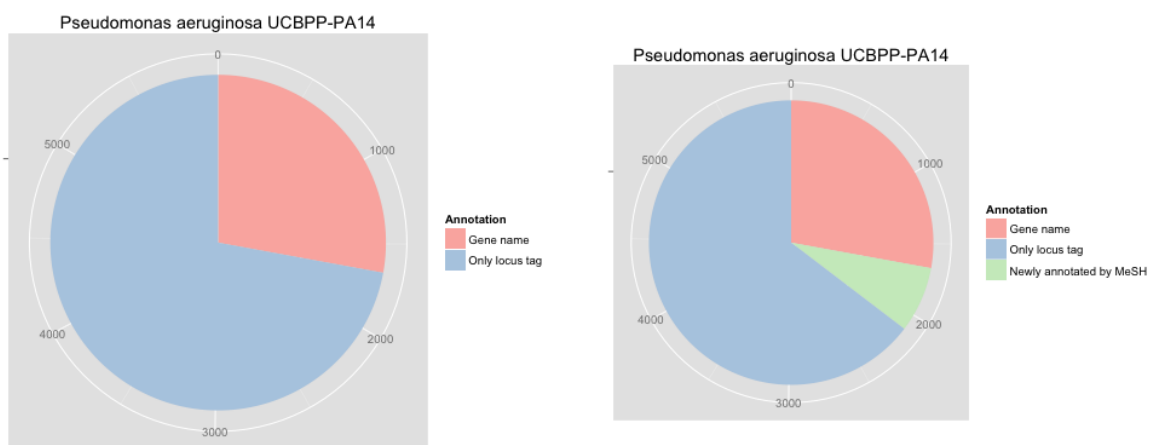 Pseudomonas aeruginosa UCBPP-PA14
0
1000
2000
3000
4000
5000
Annotation
Gene name
Only locus tag
Pseudomonas aeruginosa UCBPP-PA14
0
1000
2000
3000
4000
5000
Annotation
Gene name
Only locus tag
Newly annotated by MeSH